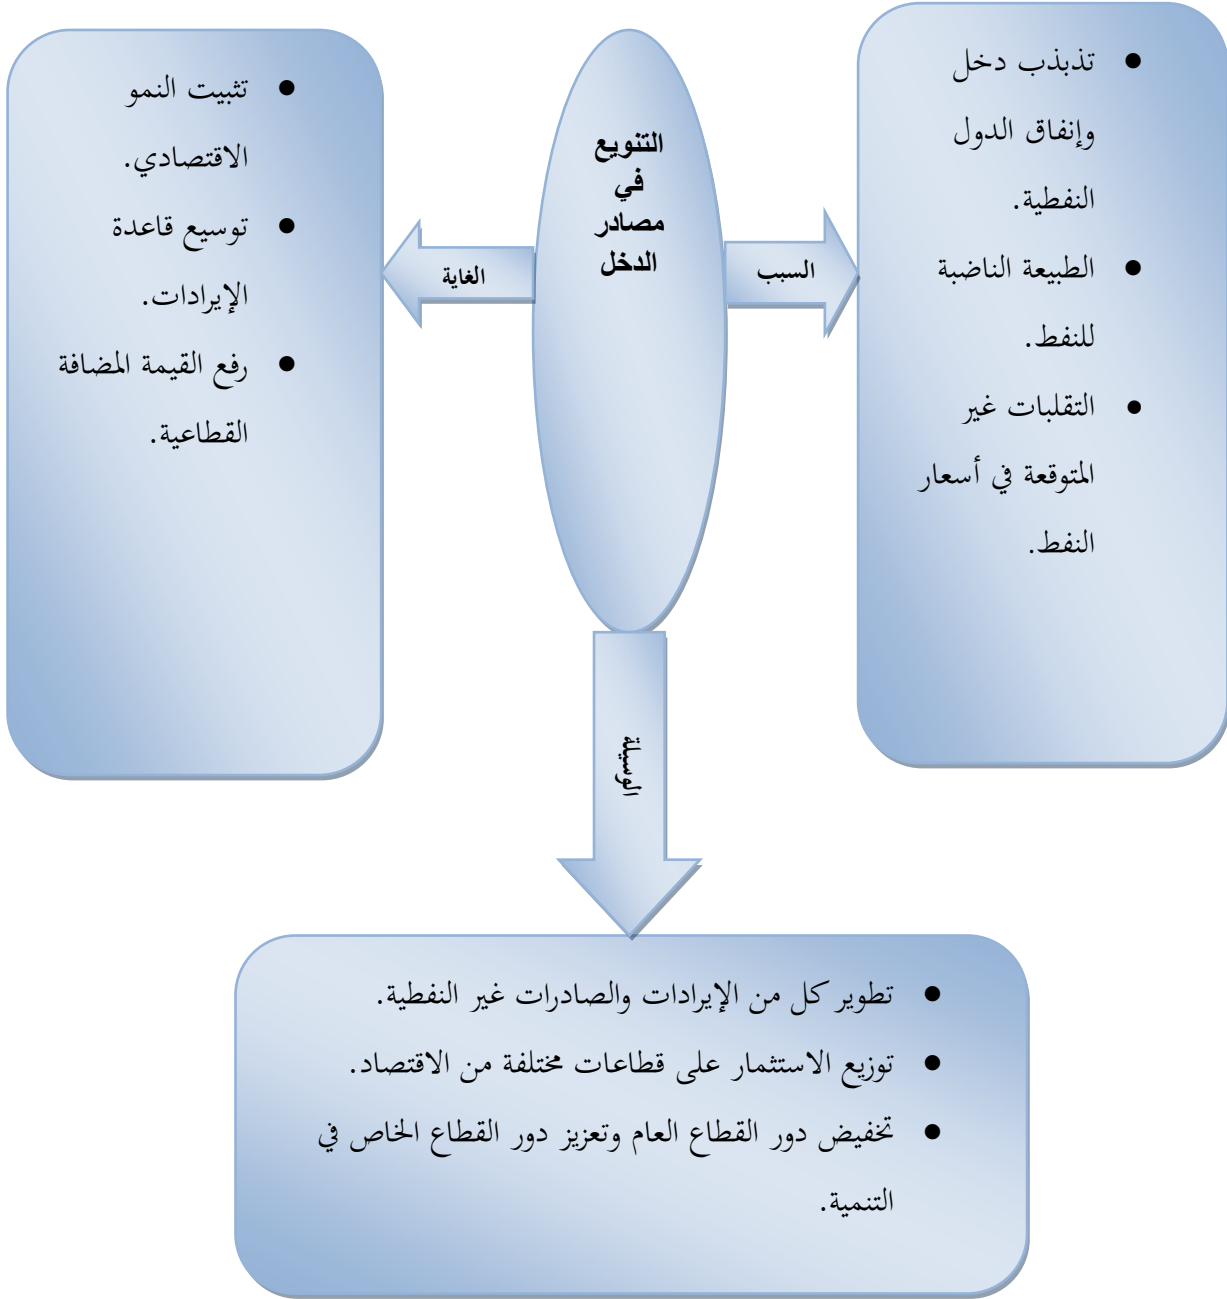 ● تذبذب دخل
وإنفاق الدول
النفطية.
● الطبيعة الناضبة
للنفط.
● التقلبات غير
المتوقعة في أسعار
النفط.
السبب
التنويع
في
مصادر
الدخل
الغاية
● تثبيت النمو
الاقتصادي.
● توسيع قاعدة
الإيرادات.
● رفع القيمة المضافة
القطاعية.
الوسيلة
● تطوير كل من الإيرادات والصادرات غير النفطية.
● توزيع الاستثمار على قطاعات مختلفة من الاقتصاد.
● تخفيض دور القطاع العام وتعزيز دور القطاع الخاص في
التنمية.